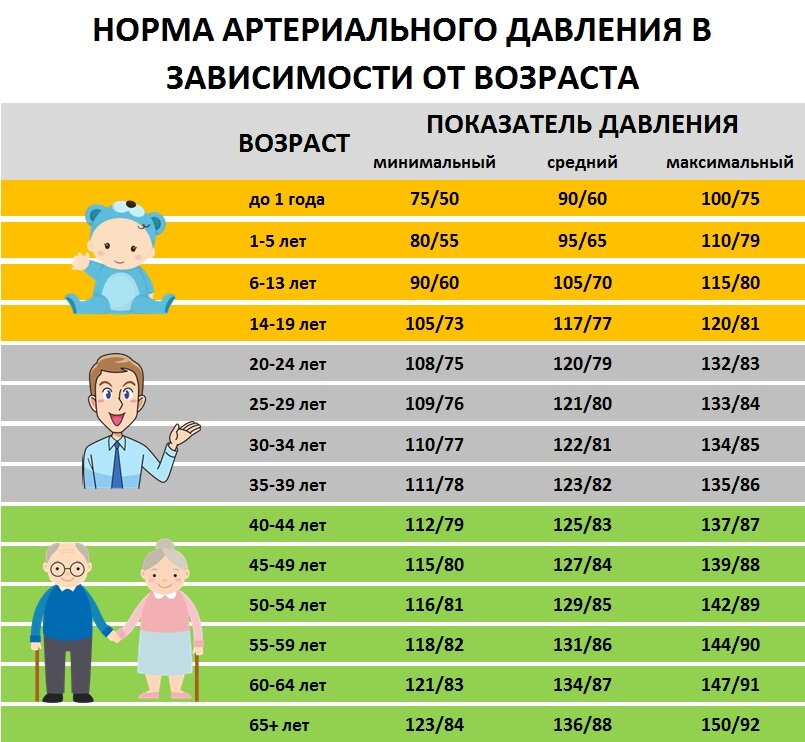 НОРМА АРТЕРИАЛЬНОГО ДАВЛЕНИЯ В
ЗАВИСИМОСТИ ОТ ВОЗРАСТА
ВОЗРАСТ
ПОКАЗАТЕЛЬ ДАВЛЕНИЯ
минимальный средний максимальный
до 1 года 75/50 90/60 100/75
1-5 лет 80/55 95/65 110/79
6-13 лет 90/60 105/70 115/80
14-19 лет 105/73 117/77 120/81
20-24 лет 108/75 120/79 132/83
25-29 лет 109/76 121/80 133/84
30-34 лет 110/77 122/81 134/85
35-39 лет 111/78 123/82 135/86
40-44 лет 112/79 125/83 137/87
45-49 лет 115/80 127/84 139/88
50-54 лет 116/81 129/85 142/89
55-59 лет 118/82 131/86 144/90
60-64 лет 121/83 134/87 147/91
65+ лет 123/84 136/88 150/92